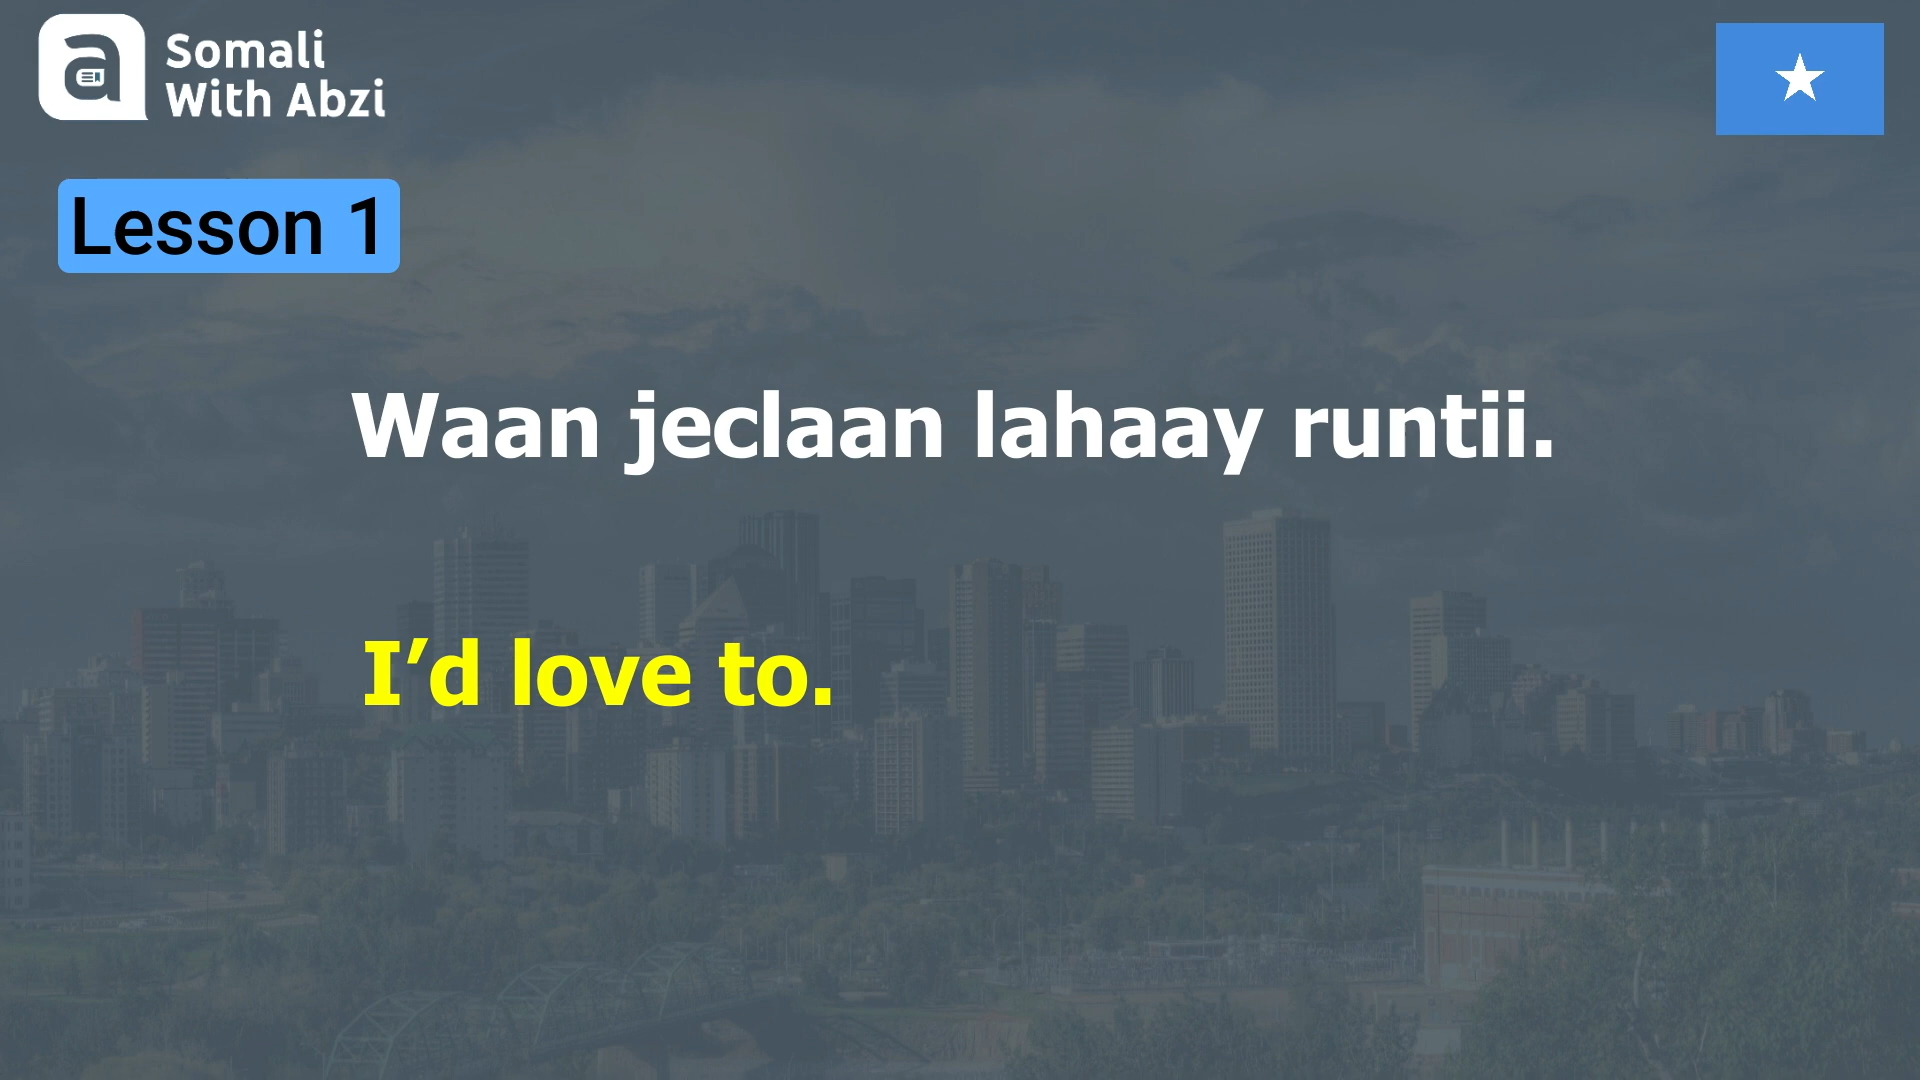 Somali
With Abzi
Lesson 1
Waan jeclaan lahaay runtii.
I’d love to.